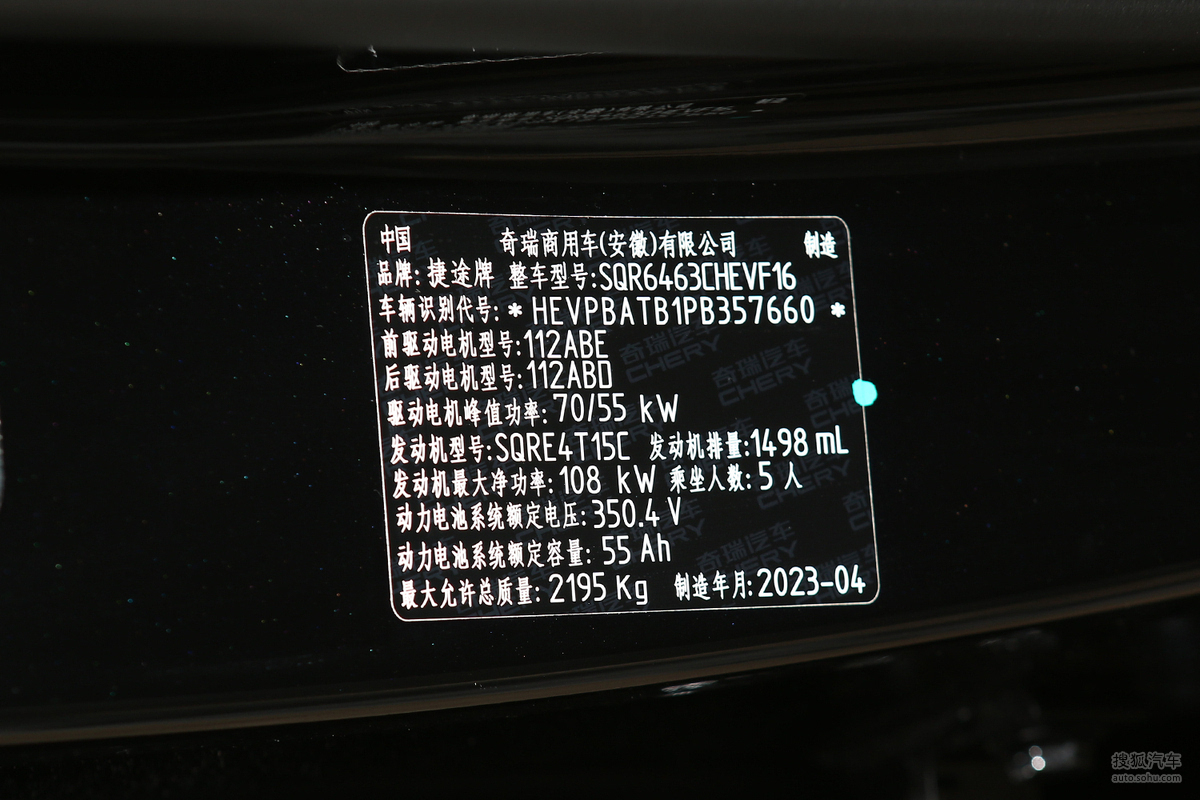 中国 奇瑞商用车(安徽)有限公司 制造
品牌: 捷途牌 整车型号:SQR6463CHEVF16
车辆识别代号: * HEVPBATB1PB357660 *
前驱动电机型号:112ABE
后驱动电机型号:112ABD
驱动电机峰值功率: 70/55 kW
发动机型号:SQRE4T15C 发动机排量:1498 mL
发动机最大净功率: 108 kW 乘坐人数: 5 人
动力电池系统额定电压: 350.4 V
动力电池系统额定容量: 55 Ah
最大允许总质量: 2195 Kg 制造年月: 2023-04
奇瑞汽车
CHERY
搜狐汽车
auto.sohu.com